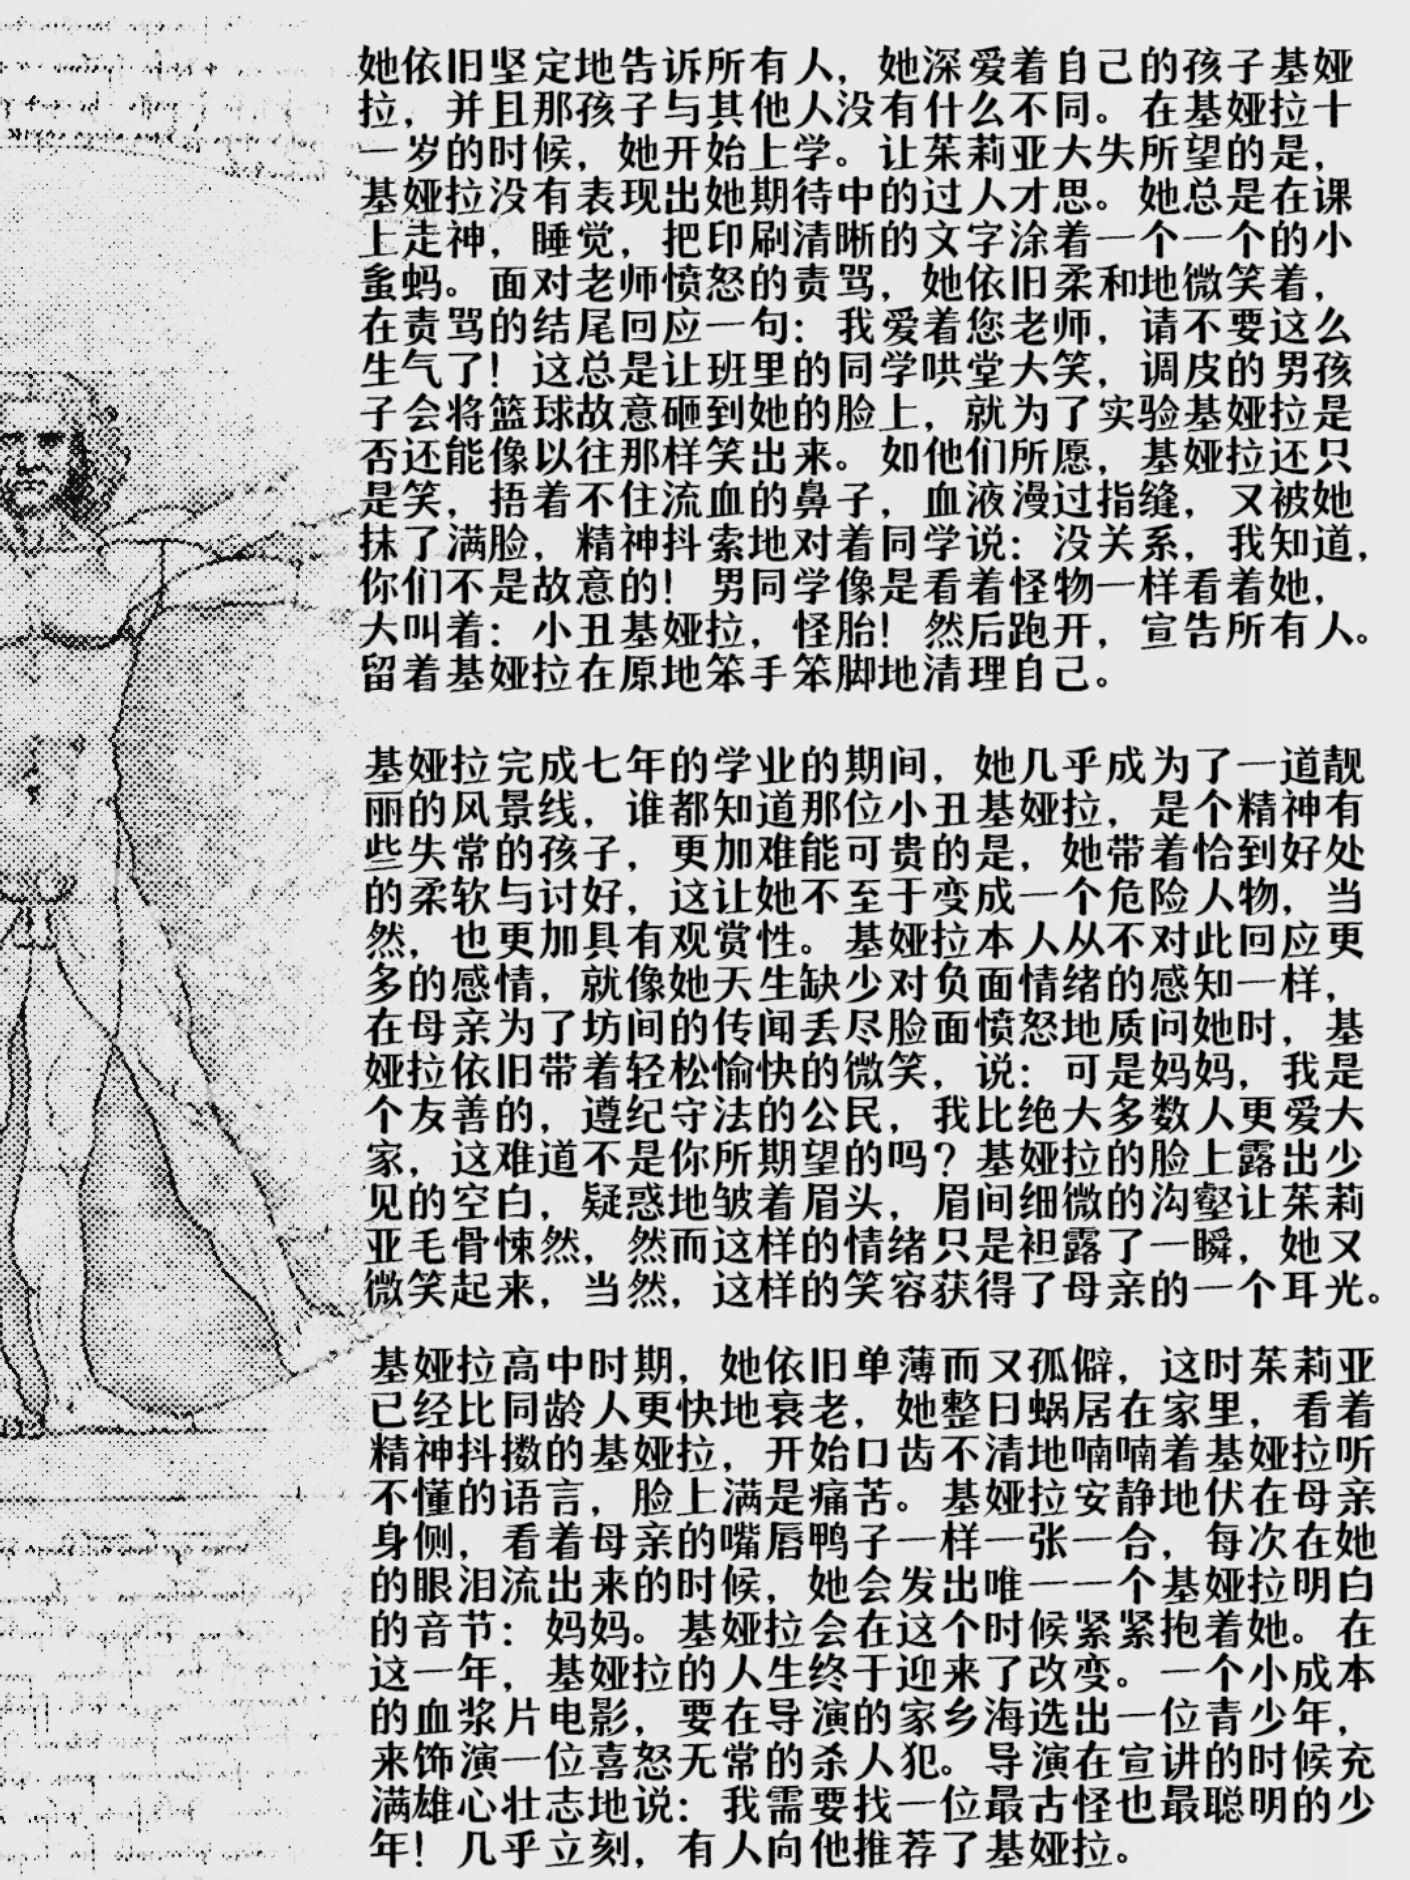 她依旧坚定地告诉所有人，她深爱着自己的孩子基娅
拉，并且那孩子与其他人没有什么不同。在基娅拉十
一岁的时候，她开始上学。让茱莉亚大失所望的是，
基娅拉没有表现出她期待中的过人才思。她总是在课
上走神，睡觉，把印刷清晰的文字涂着一个一个的小
蚤蚂。面对老师愤怒的责骂，她依旧柔和地微笑着，
在责骂的结尾回应一句：我爱着您老师，请不要这么
生气了！这总是让班里的同学哄堂大笑，调皮的男孩
子会将篮球故意砸到她的脸上，就为了实验基娅拉是
否还能像以往那样笑出来。如他们所愿，基娅拉还只
是笑，捂着不住流血的鼻子，血液漫过指缝，又被她
抹了满脸，精神抖索地对着同学说：没关系，我知道，
你们不是故意的！男同学像是看着怪物一样看着她，
大叫着：小丑基娅拉，怪胎！然后跑开，宣告所有人。
留着基娅拉在原地笨手笨脚地清理自己。
基娅拉完成七年的学业的期间，她几乎成为了一道靓
丽的风景线，谁都知道那位小丑基娅拉，是个精神有
些失常的孩子，更加难能可贵的是，她带着恰到好处
的柔软与讨好，这让她不至于变成一个危险人物，当
然，也更加具有观赏性。基娅拉本人从不对此回应更
多的感情，就像她天生缺少对负面情绪的感知一样，
在母亲为了坊间的传闻丢尽脸面愤怒地质问她时，基
娅拉依旧带着轻松愉快的微笑，说：可是妈妈，我是
个友善的，遵纪守法的公民，我比绝大多数人更爱大
家，这难道不是你所期望的吗？基娅拉的脸上露出少
见的空白，疑惑地皱着眉头，眉间细微的沟壑让茱莉
亚毛骨悚然，然而这样的情绪只是袒露了一瞬，她又
微笑起来，当然，这样的笑容获得了母亲的一个耳光。
基娅拉高中时期，她依旧单薄而又孤僻，这时茱莉亚
已经比同龄人更快地衰老，她整日蜗居在家里，看着
精神抖擞的基娅拉，开始口齿不清地喃喃着基娅拉听
不懂的语言，脸上满是痛苦。基娅拉安静地伏在母亲
身侧，看着母亲的嘴唇鸭子一样一张一合，每次在她
的眼泪流出来的时候，她会发出唯一一个基娅拉明白
的音节：妈妈。基娅拉会在这个时候紧紧抱着她。在
这一年，基娅拉的人生终于迎来了改变。一个小成本
的血浆片电影，要在导演的家乡海选出一位青少年，
来饰演一位喜怒无常的杀人犯。导演在宣讲的时候充
满雄心壮志地说：我需要找一位最古怪也最聪明的少
年！几乎立刻，有人向他推荐了基娅拉。